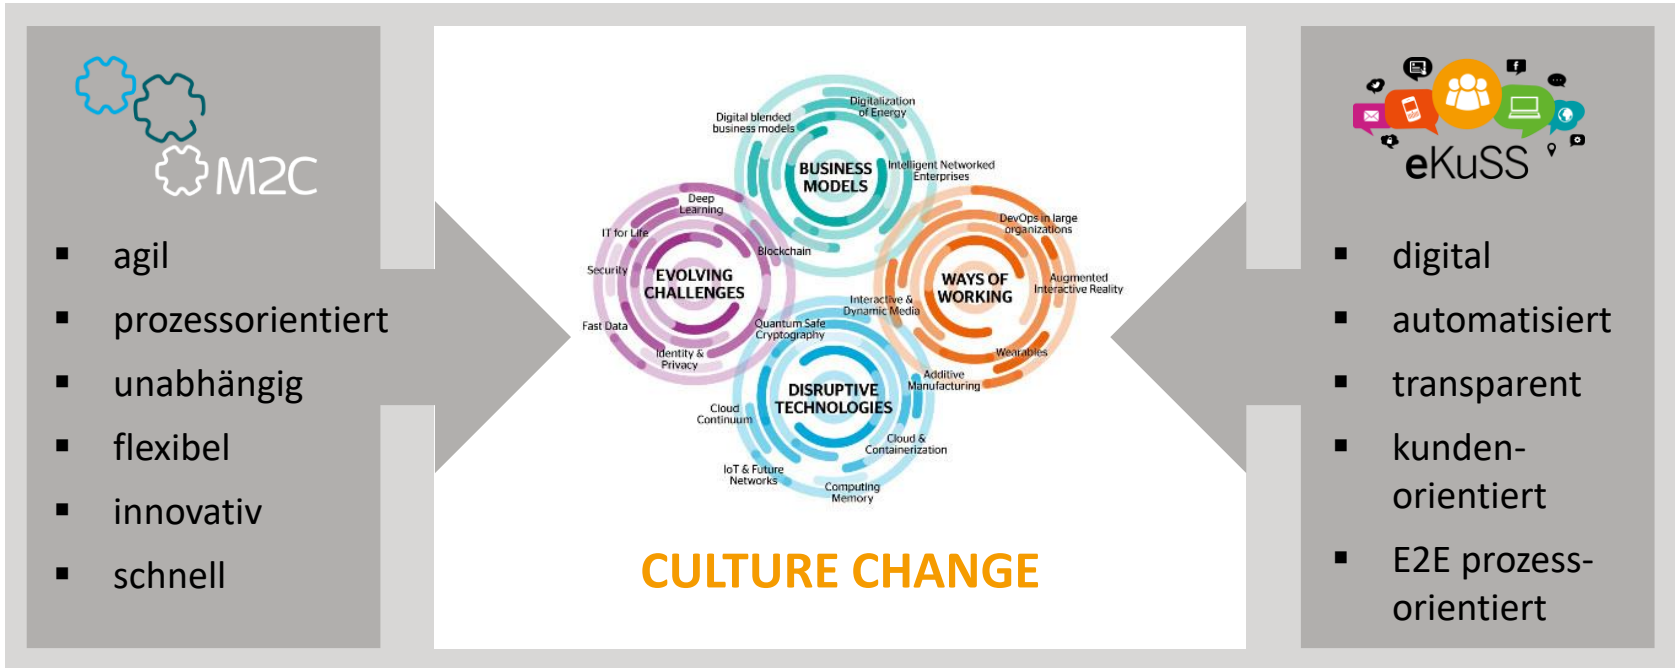 M2C
▪ agil
▪ prozessorientiert
▪ unabhängig
▪ flexibel
▪ innovativ
▪ schnell
Digitalization
of Energy
Digital blended
business models
BUSINESS
MODELS
Intelligent Networked
Enterprises
Deep
Learning
IT for Life
Blockchain
Security
EVOLVING
CHALLENGES
Fast Data
Identity &
Privacy
Quantum Safe
Cryptography
DevOps in large
organizations
WAYS OF
WORKING
Augmented
Interactive Reality
Interactive &
Dynamic Media
Wearables
Additive
Manufacturing
DISRUPTIVE
TECHNOLOGIES
Cloud
Continuum
Cloud &
Containerization
IoT & Future
Networks
Computing
Memory
CULTURE CHANGE
eKuSS
▪ digital
▪ automatisiert
▪ transparent
▪ kunden-
orientiert
▪ E2E prozess-
orientiert